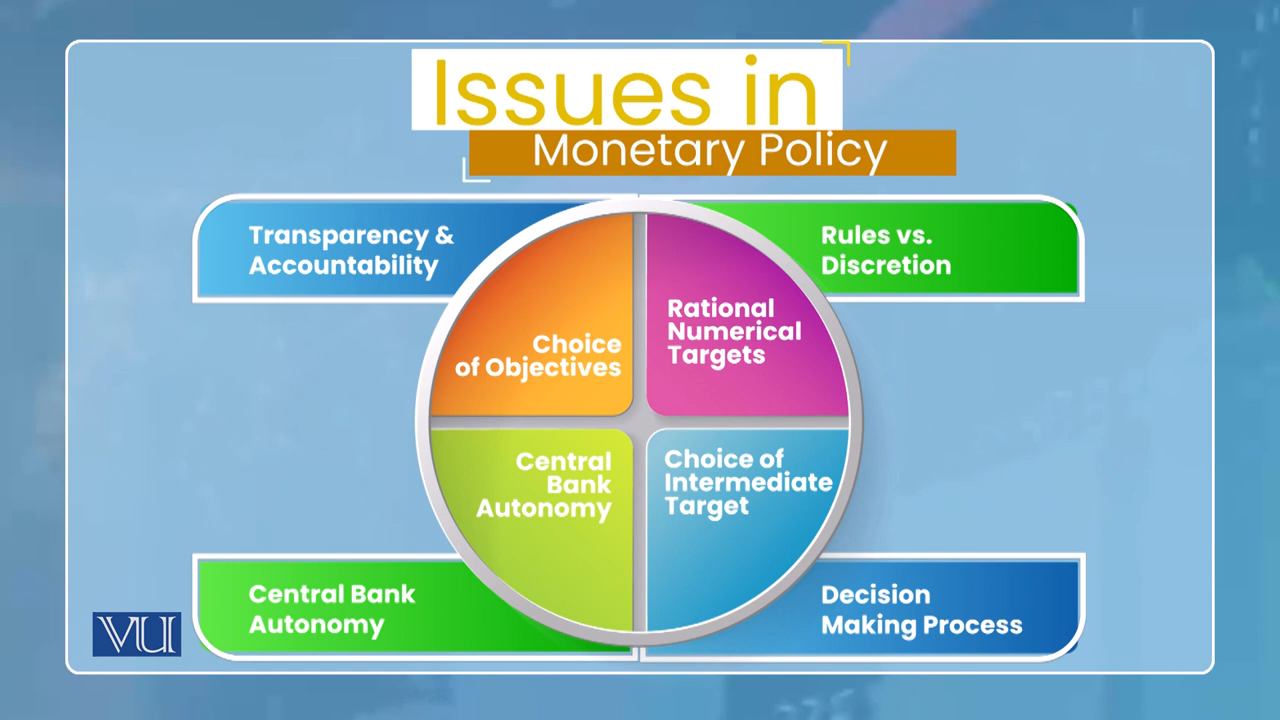 Issues in
Monetary Policy
Transparency &
Accountability
Rules vs.
Discretion
Choice
of Objectives
Rational
Numerical
Targets
Central
Bank
Autonomy
Choice of
Intermediate
Target
Central Bank
Autonomy
Decision
Making Process
VU